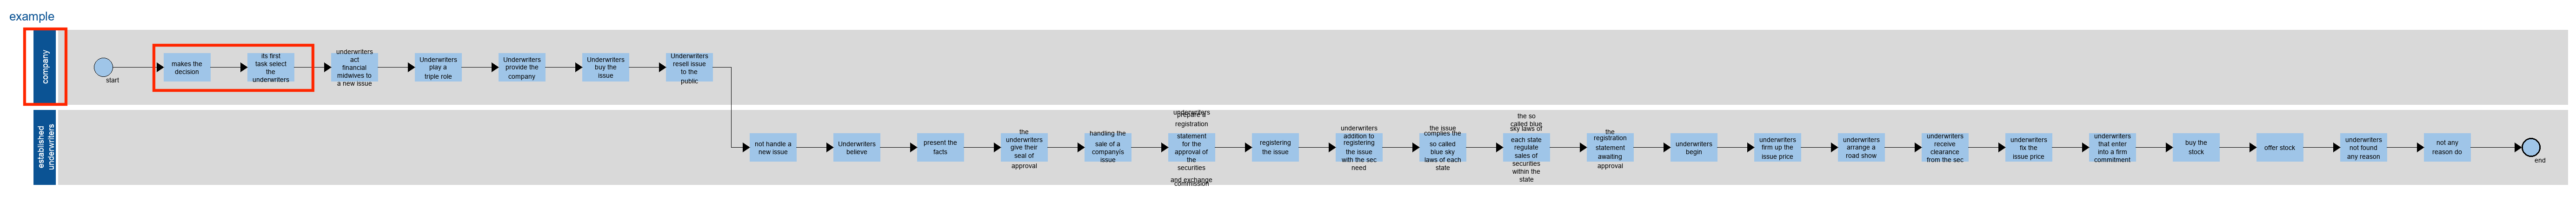 example
company
start
makes the
decision
its first
task select
the
underwriters
underwriters
act
financial
midwives to
a new issue
Underwriters
play a
triple role
Underwriters
provide the
company
Underwriters
buy the
issue
Underwriters
resell issue
to the
public
established
underwriters
not handle a
new issue
Underwriters
believe
present the
facts
the
underwriters
give their
seal of
approval
handling the
sale of a
companyïs
issue
underwriters
prepare a
registration
statement
for the
approval of
the
securities
and exchange
commission
registering
the issue
underwriters
addition to
registering
the issue
with the sec
need
the issue
complies the
so called
blue sky
laws of each
state
the so
called blue
sky laws of
each state
regulate
sales of
securities
within the
state
the
registration
statement
awaiting
approval
underwriters
begin
underwriters
firm up the
issue price
underwriters
arrange a
road show
underwriters
receive
clearance
from the sec
underwriters
fix the
issue price
underwriters
that enter
into a firm
commitment
buy the
stock
offer stock
underwriters
not found
any reason
not any
reason do
end